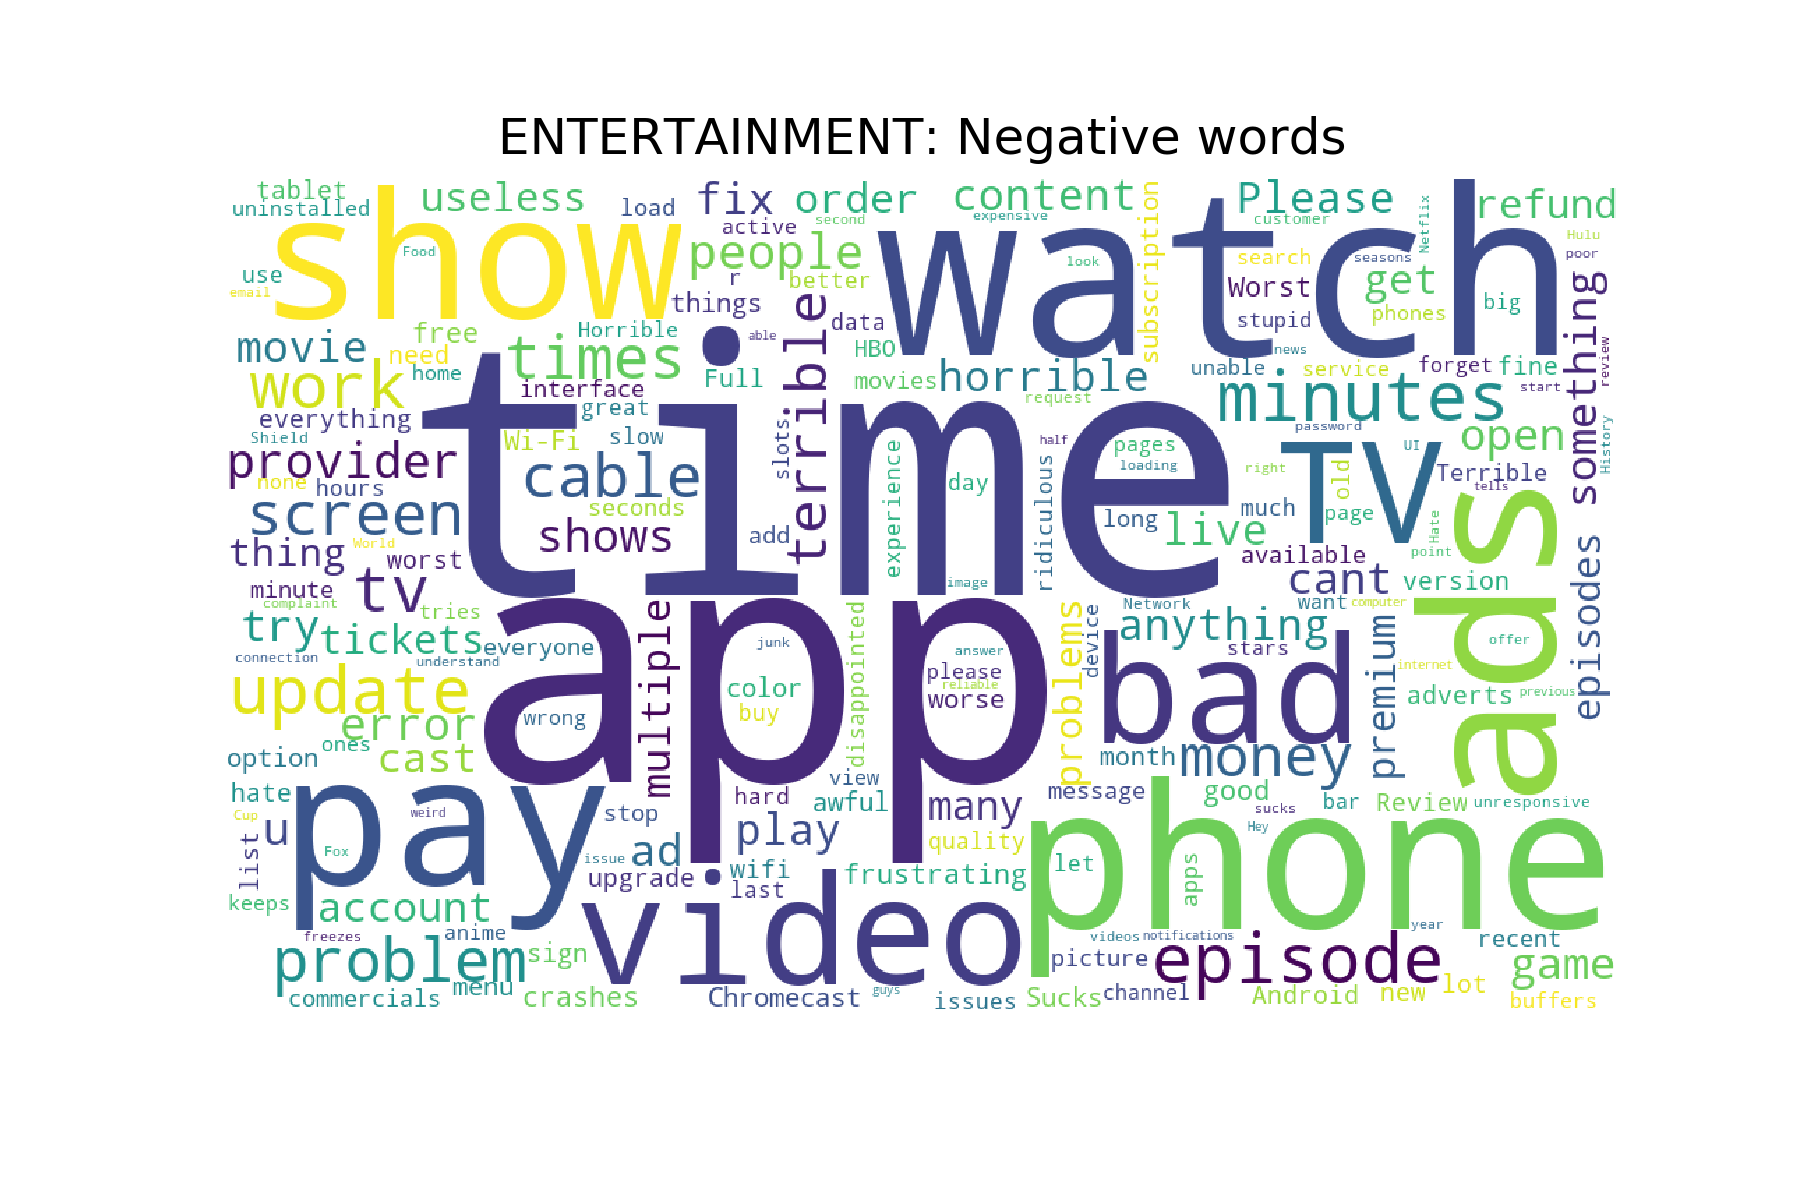 ENTERTAINMENT: Negative words
tablet
useless
load
fix
order
content
subscription
Please
refund
uninstalled
show
active
second
expensive
watch
customer
Netflix
Hulu
Food
people
look
search
seasons
get
poor
use
email
r
better
things
Worst
big
something
free
Horrible
able
data
stupid
phones
movie
need
times
terrible
HBO
horrible
news
unable
service
forget
fine
review
home
interface
Full
movies
request
minutes
start
work
great
time
everything
Wi-Fi
slow
slots
experience
half
pages
password
UI
open
History
Shield
provider
cable
loading
right
old
TV
Terrible
tells
none
hours
day
ridiculous
screen
seconds
long
much
page
Hate
ads
World
shows
add
live
thing
worst
available
point
episodes
minute
tv
image
cant
version
complaint
tries
multiple
disappointed
problems
device
Network
want
computer
try
tickets
everyone
junk
answer
anything
stars
premium
offer
connection
understand
app
please
bad
internet
update
color
reliable
worse
adverts
previous
error
wrong
buy
option
ones
cast
month
money
view
hate
pay
hard
awful
many
message
good
sucks
bar
Review
unresponsive
Cup
u
weird
stop
play
quality
phone
Hey
list
Fox
issue
ad
let
apps
upgrade
wifi
frustrating
last
keeps
account
video
year
freezes
anime
videos
notifications
recent
problem
sign
picture
episode
game
commercials
menu
crashes
Chromecast
guys
issues
Sucks
channel
Android
new
lot
buffers